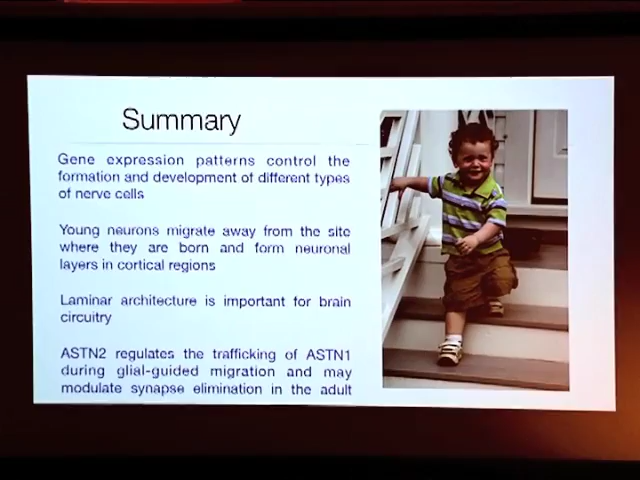 Summary
Gene expression patterns control the
formation and development of different types
of nerve cells
Young neurons migrate away from the site
where they are born and form neuronal
layers in cortical regions
Laminar architecture is important for brain
circuitry
ASTN2 regulates the trafficking of ASTN1
during glial-guided migration and may
modulate synapse elimination in the adult